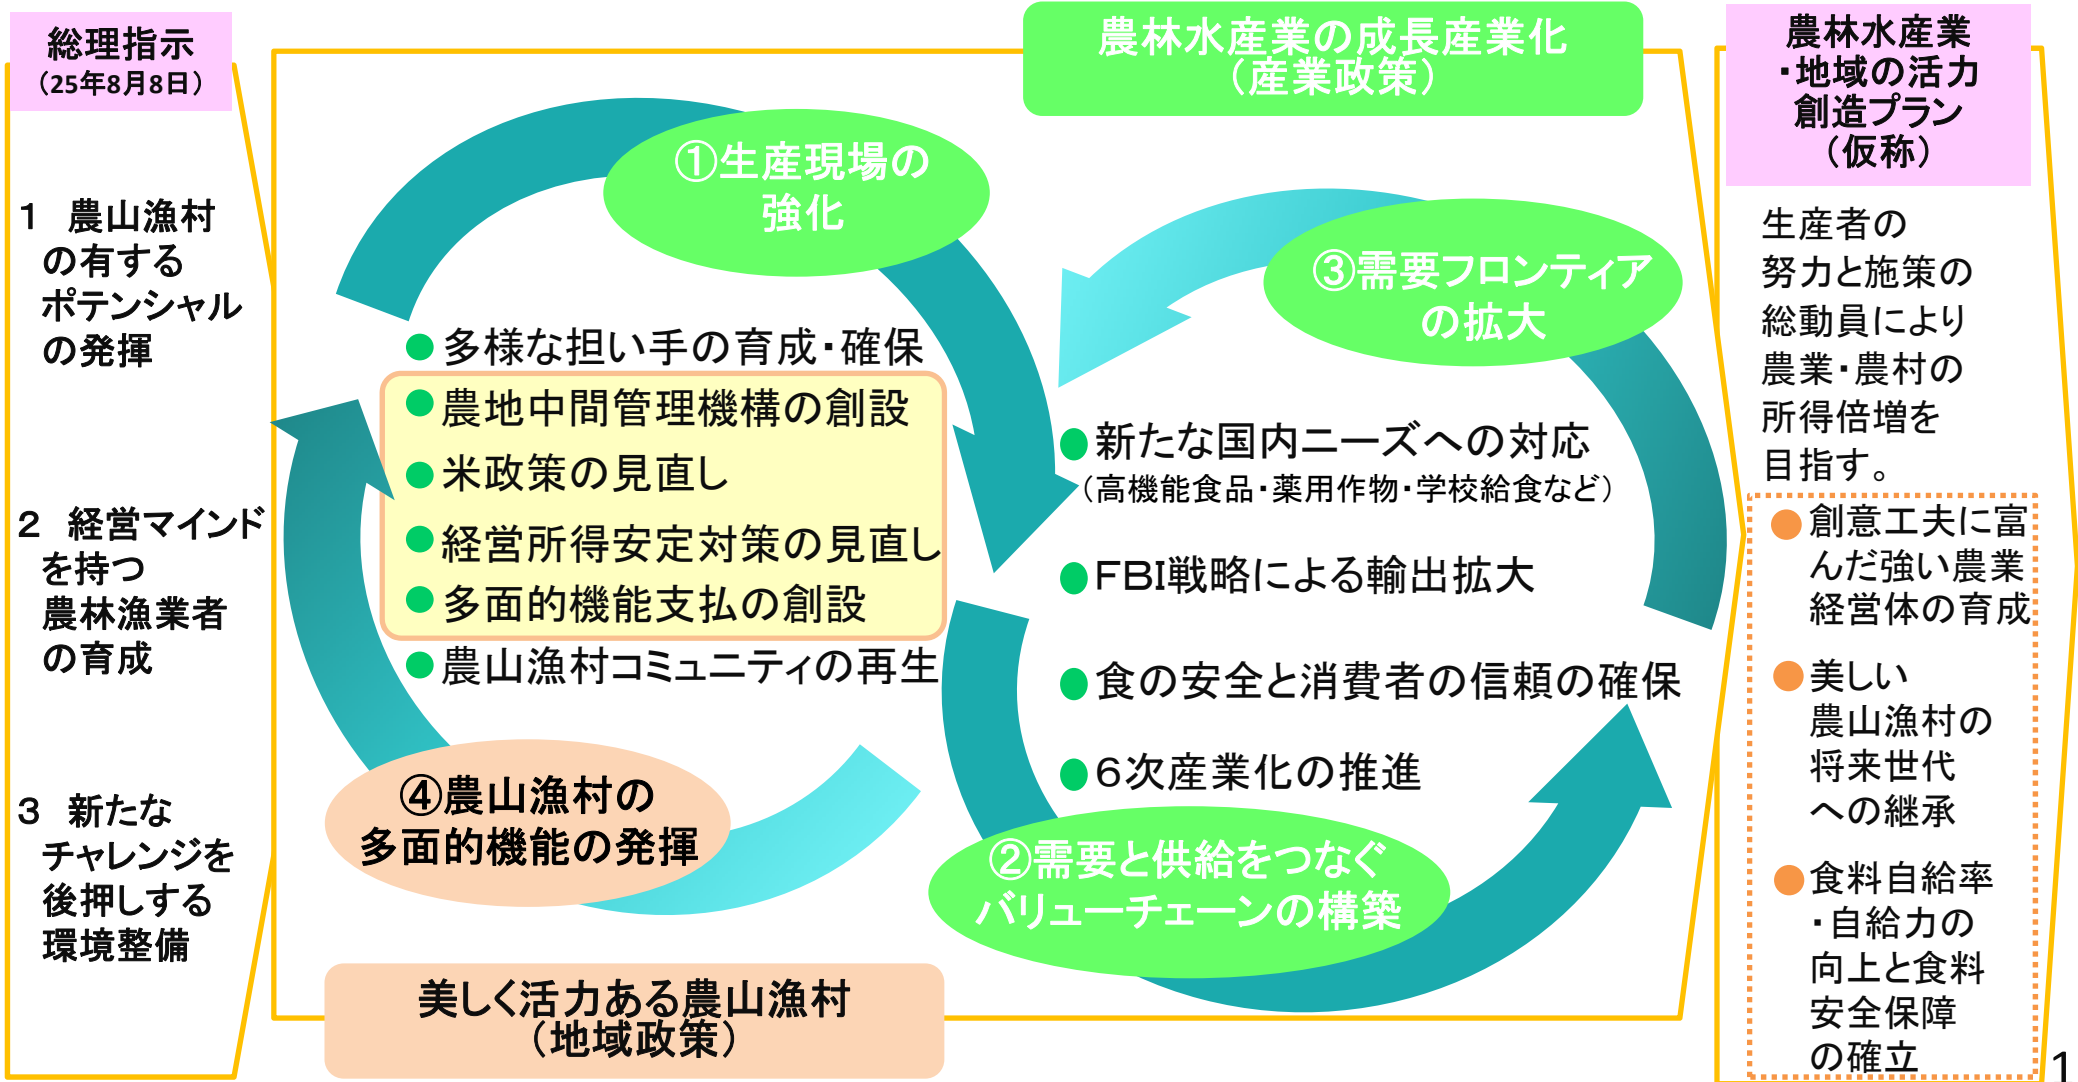 総理指示
（25年8月8日）
１　農山漁村
の有する
ポテンシャル
の発揮
２　経営マインド
を持つ
農林漁業者
の育成
３　新たな
チャレンジを
後押しする
環境整備
農林水産業の成長産業化
（産業政策）
①生産現場の
強化
●多様な担い手の育成・確保
●農地中間管理機構の創設
●米政策の見直し
●経営所得安定対策の見直し
●多面的機能支払の創設
●農山漁村コミュニティの再生
④農山漁村の
多面的機能の発揮
美しく活力ある農山漁村
（地域政策）
③需要フロンティア
の拡大
●新たな国内ニーズへの対応
（高機能食品・薬用作物・学校給食など）
●ＦＢＩ戦略による輸出拡大
●食の安全と消費者の信頼の確保
●６次産業化の推進
②需要と供給をつなぐ
バリューチェーンの構築
農林水産業
・地域の活力
創造プラン
（仮称）
生産者の
努力と施策の
総動員により
農業・農村の
所得倍増を
目指す。
●創意工夫に富
んだ強い農業
経営体の育成
●美しい
農山漁村の
将来世代
への継承
●食料自給率
・自給力の
向上と食料
安全保障
の確立
1